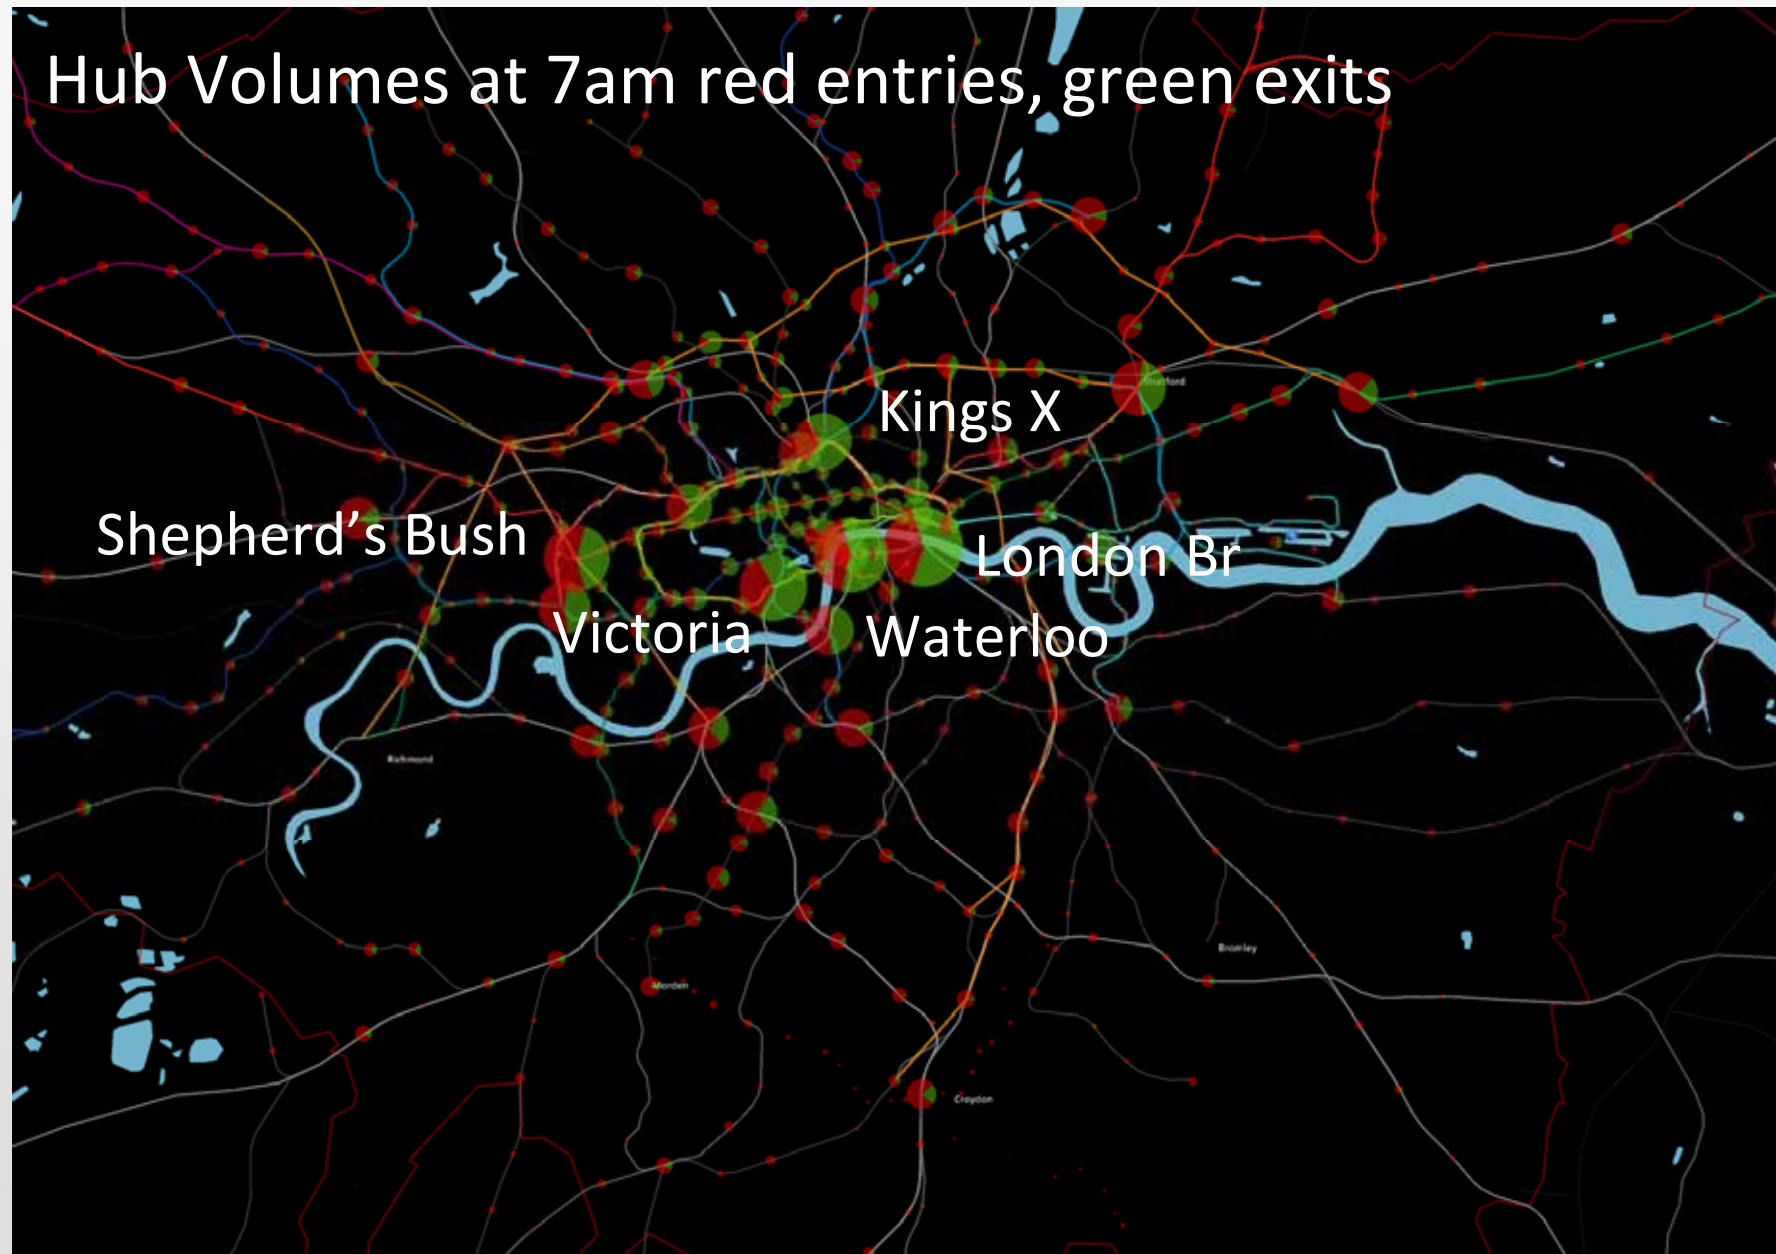 Hub Volumes at 7am red entries, green exits
Stratford
Kings X
Shepherd's Bush
London Br
Victoria
Waterloo
Richmond
Bromley
Morden
Croydon